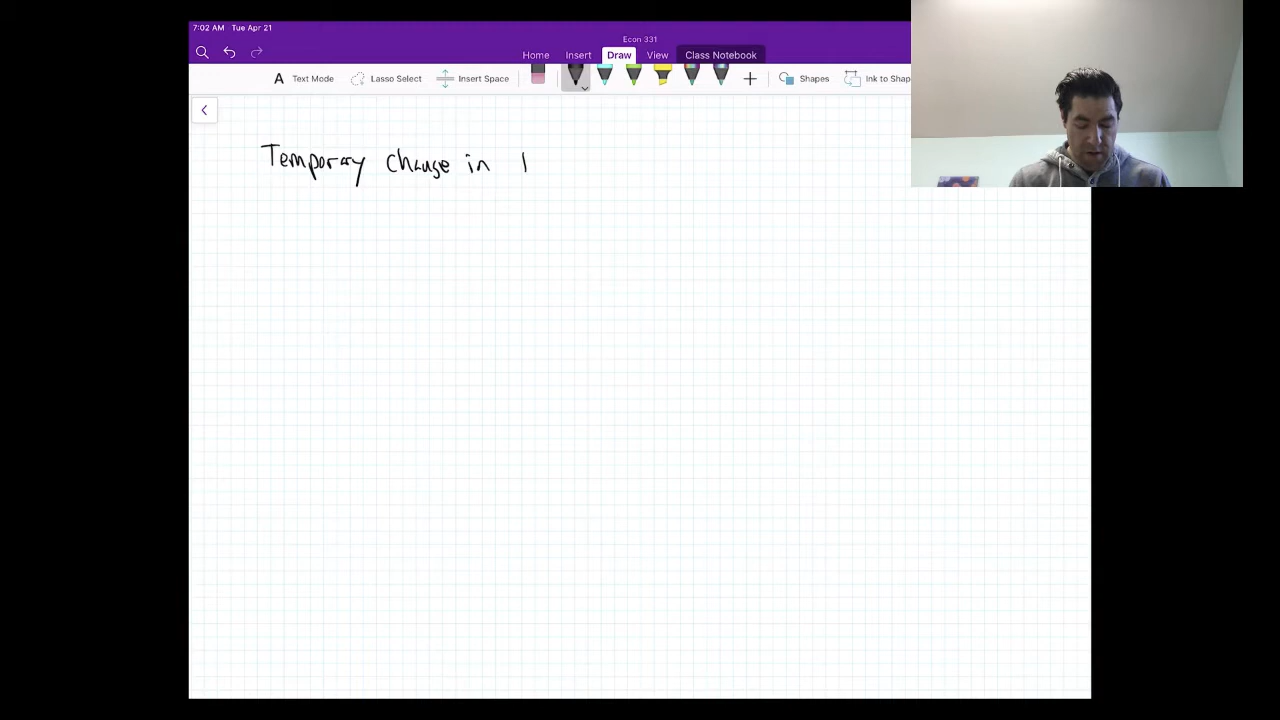 7:02 AM Tue Apr 21
Econ 331
Home Insert Draw View Class Notebook
A Text Mode Lasso Select Insert Space Shapes Ink to Shap
Temporary Change in